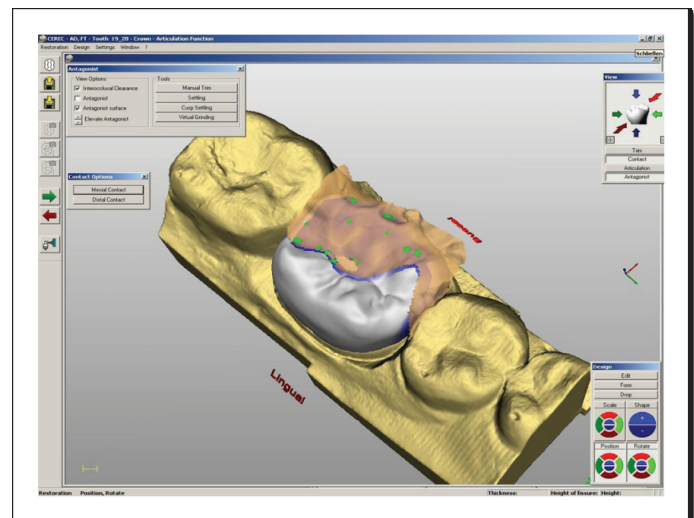 CEREC - AD, FT - Tooth 19_28 - Crown - Articulation Function
Restoration Design Settings Window ?
Schließen
Antagonist
View Options
Interocclusal Clearance
Antagonist
Antagonist surface
Elevate Antagonist
Tools
Manual Trim
Settling
Cusp Settling
Virtual Grinding
View
Trim
Contact
Articulation
Antagonist
Contact Options
Mesial Contact
Distal Contact
Buccal
Lingual
Design
Edit
Form
Drop
Scale Shape
Position Rotate
Restoration Position, Rotate Thickness: Height of fissure: Height: